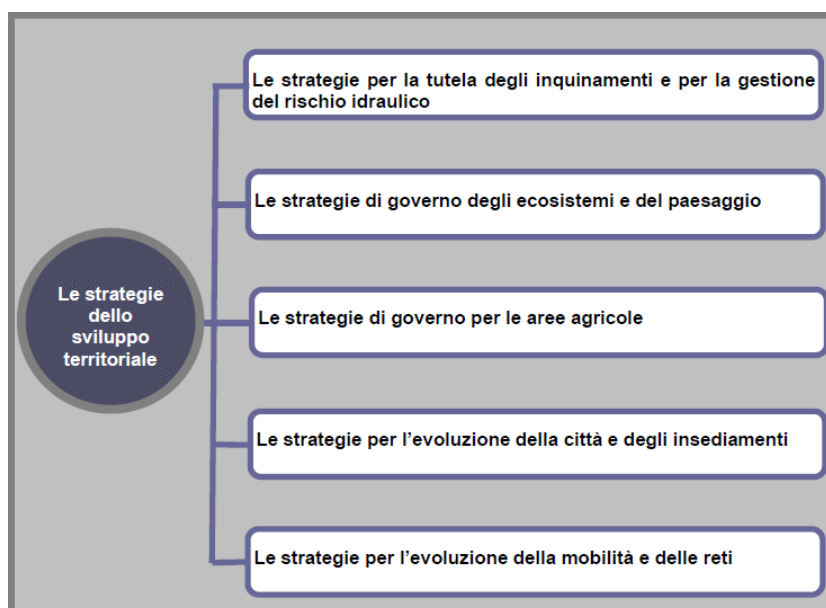 Le strategie per la tutela degli inquinamenti e per la gestione
del rischio idraulico
Le strategie di governo degli ecosistemi e del paesaggio
Le strategie
dello
sviluppo
territoriale
Le strategie di governo per le aree agricole
Le strategie per l'evoluzione della città e degli insediamenti
Le strategie per l'evoluzione della mobilità e delle reti